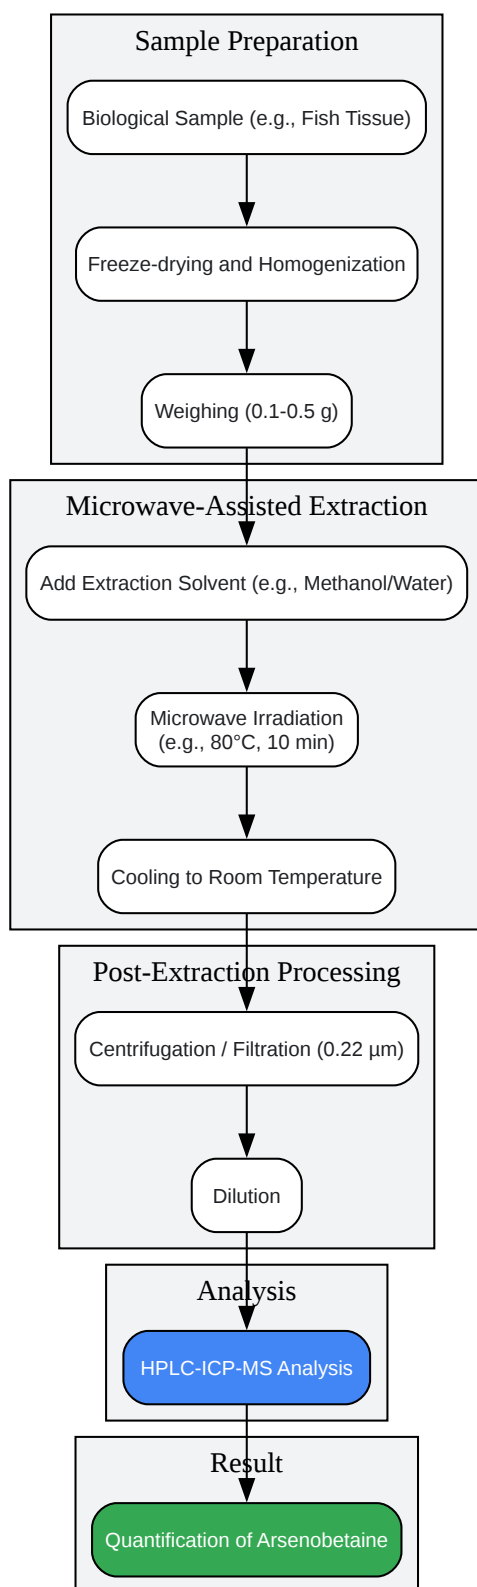 Sample Preparation
Biological Sample (e.g., Fish Tissue)
Freeze-drying and Homogenization
Weighing (0.1-0.5 g)
Microwave-Assisted Extraction
Add Extraction Solvent (e.g., Methanol/Water)
Microwave Irradiation
(e.g., 80°C, 10 min)
Cooling to Room Temperature
Post-Extraction Processing
Centrifugation / Filtration (0.22 µm)
Dilution
Analysis
HPLC-ICP-MS Analysis
Result
Quantification of Arsenobetaine